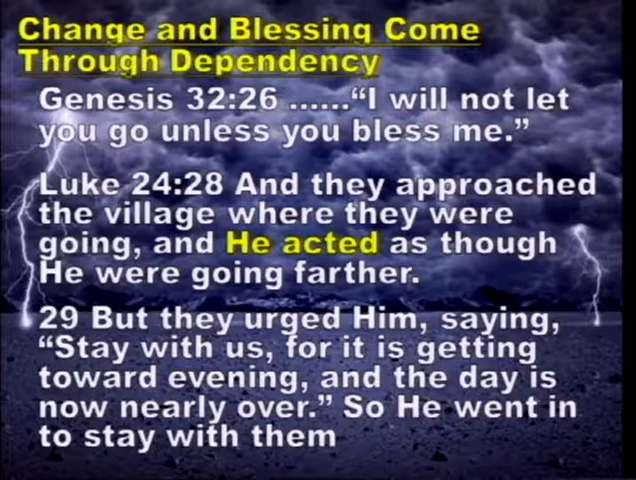 Change and Blessing Come
Through Dependency
Genesis 32:26 ......“I will not let
you go unless you bless me.”
Luke 24:28 And they approached
the village where they were
going, and He acted as though
He were going farther.
29 But they urged Him, saying,
“Stay with us, for it is getting
toward evening, and the day is
now nearly over.” So He went in
to stay with them